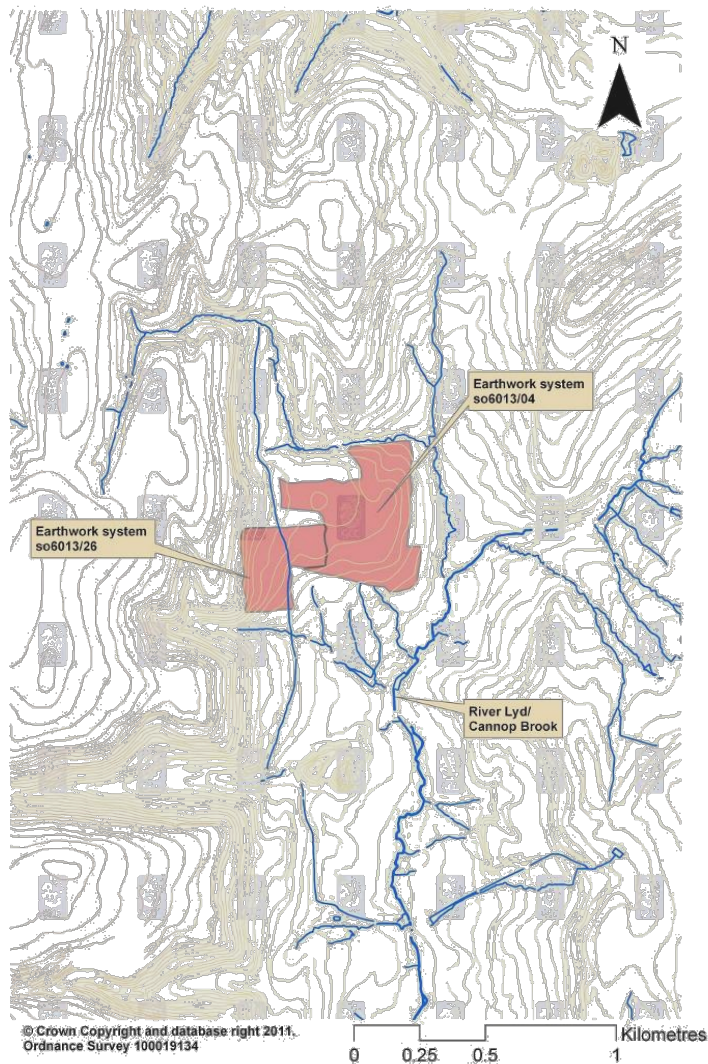 N
Earthwork system
so6013/04
Earthwork system
so6013/26
River Lyd/
Cannop Brook
© Crown Copyright and database right 2011.
Ordnance Survey 100019134
Kilometres
0 0.25 0.5 1